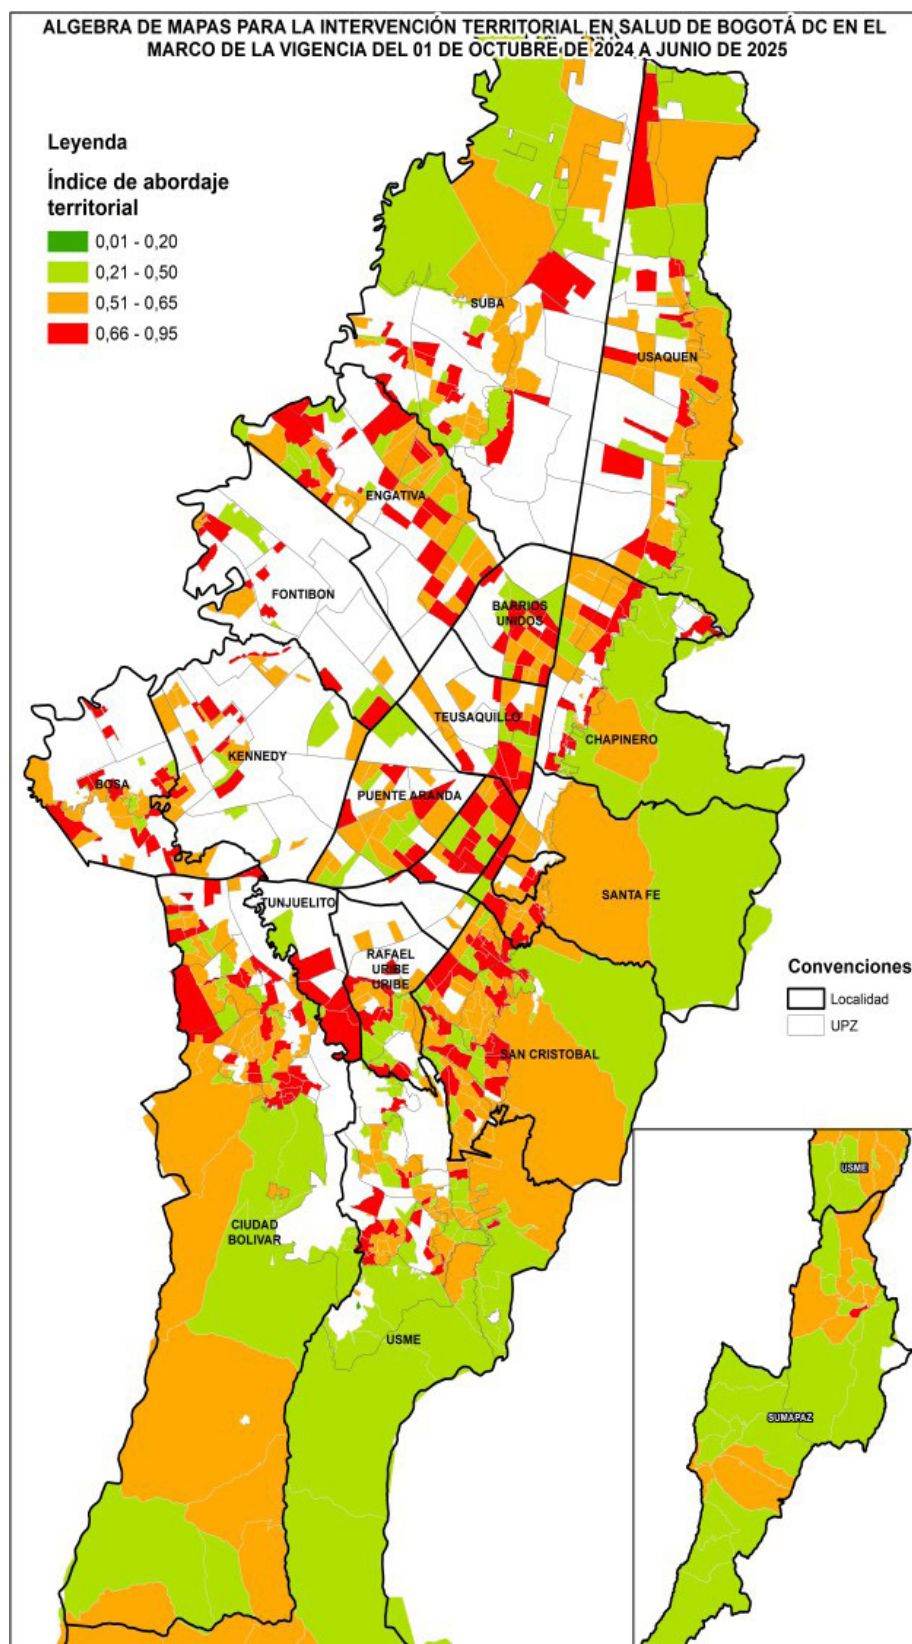 ALGEBRA DE MAPAS PARA LA INTERVENCIÓN TERRITORIAL EN SALUD DE BOGOTÁ DC EN EL
MARCO DE LA VIGENCIA DEL 01 DE OCTUBRE DE 2024 A JUNIO DE 2025
Leyenda
Índice de abordaje
territorial
0,01 - 0,20
0,21 - 0,50
0,51 - 0,65
0,66 - 0,95
SUBA
USAQUEN
ENGATIVA
FONTIBON
BARRIOS
UNIDOS
TEUSAQUILLO
CHAPINERO
KENNEDY
BOSA
PUENTE ARANDA
SANTA FE
TUNJUELITO
RAFAEL
URIBE
URIBE
Convenciones
Localidad
UPZ
SAN CRISTOBAL
CIUDAD
BOLIVAR
USME
USME
SUMAPAZ